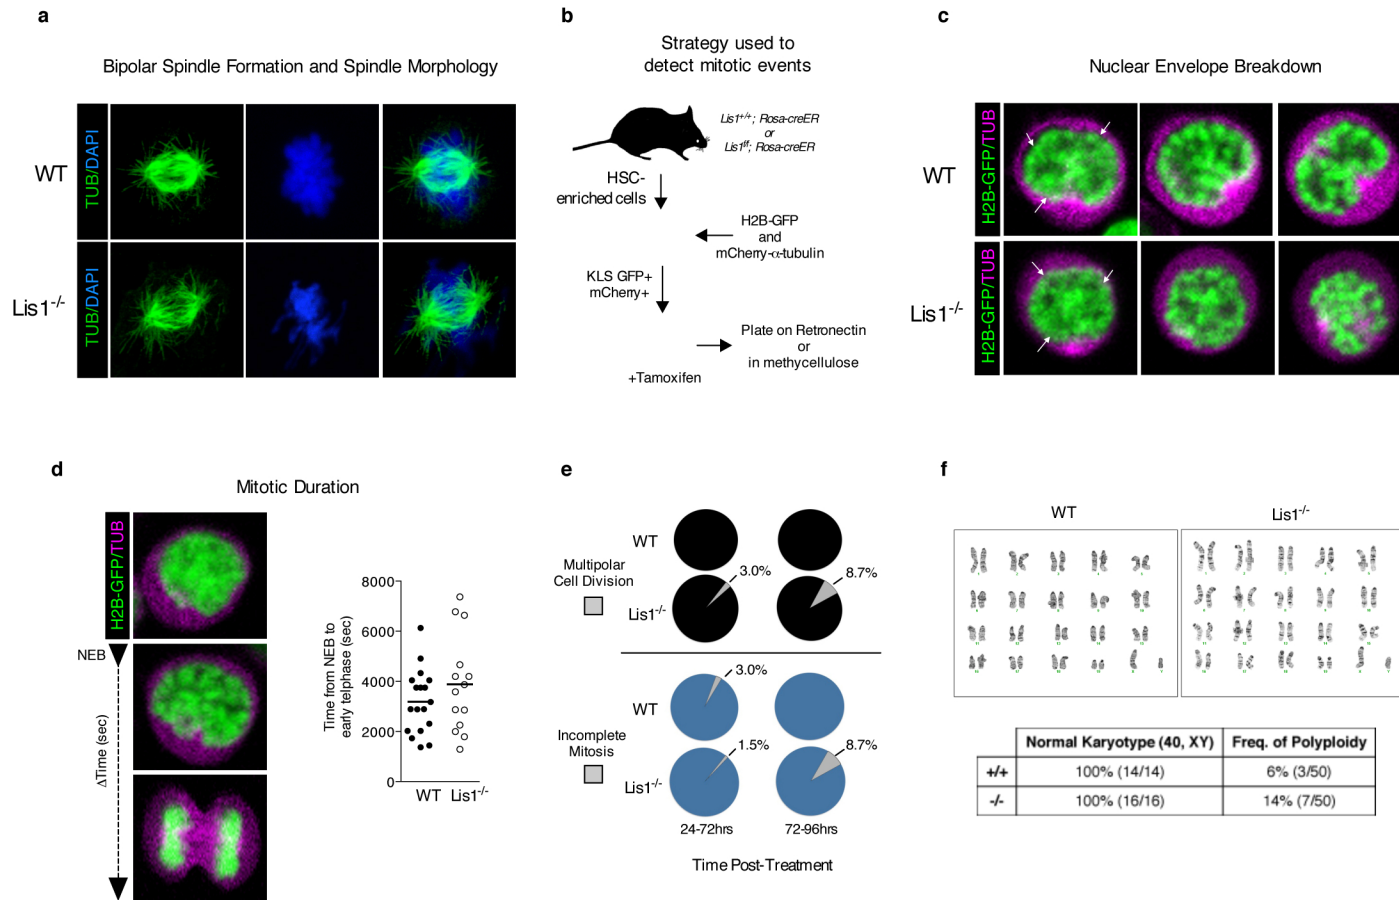 a
Bipolar Spindle Formation and Spindle Morphology
WT
TUB/DAPI
Lis1-/-
TUB/DAPI
b
Strategy used to
detect mitotic events
Lis1+/+; Rosa-creER
or
Lis1f/f; Rosa-creER
HSC-
enriched cells
H2B-GFP
and
mCherry-α-tubulin
KLS GFP+
mCherry+
Plate on Retronectin
or
in methycellulose
+Tamoxifen
c
Nuclear Envelope Breakdown
WT
H2B-GFP/TUB
Lis1-/-
H2B-GFP/TUB
d
Mitotic Duration
H2B-GFP/TUB
NEB
ΔTime (sec)
Time from NEB to
early telphase (sec)
8000
6000
4000
2000
0
WT Lis1-/-
e
WT
Multipolar
Cell Division
Lis1-/-
3.0%
8.7%
WT
3.0%
Incomplete
Mitosis
Lis1-/-
1.5%
8.7%
24-72hrs 72-96hrs
Time Post-Treatment
f
WT Lis1-/-
Normal Karyotype (40, XY) Freq. of Polyploidy
+/+ 100% (14/14) 6% (3/50)
-/- 100% (16/16) 14% (7/50)